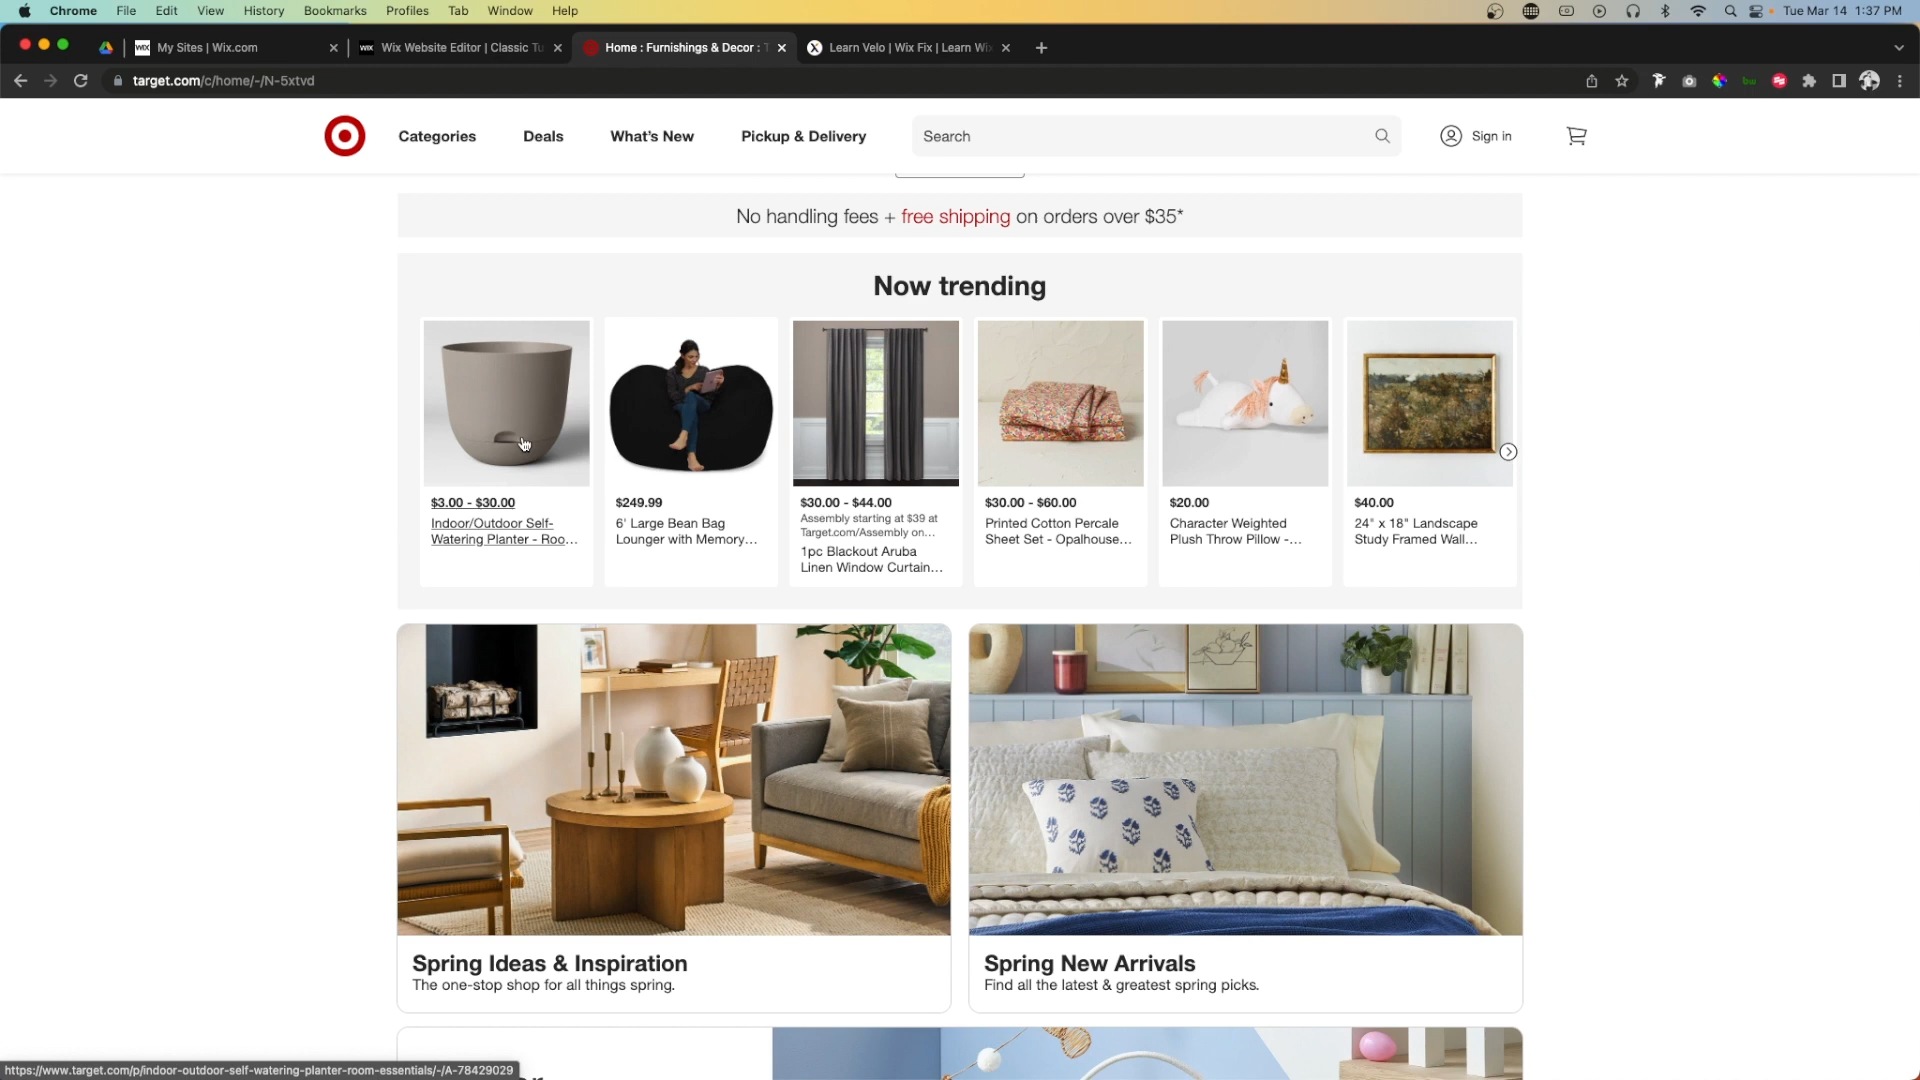 Chrome File Edit View History Bookmarks Profiles Tab Window Help Tue Mar 14 1:37 PM
WIX My Sites | Wix.com WIX Wix Website Editor | Classic Tu Home : Furnishings & Decor : T Learn Velo | Wix Fix | Learn Wix
target.com/c/home/-/N-5xtvd
Categories Deals What's New Pickup & Delivery Search Sign in
No handling fees + free shipping on orders over $35*
Now trending
$3.00 - $30.00
Indoor/Outdoor Self-
Watering Planter - Roo...
$249.99
6' Large Bean Bag
Lounger with Memory...
$30.00 - $44.00
Assembly starting at $39 at
Target.com/Assembly on...
1pc Blackout Aruba
Linen Window Curtain...
$30.00 - $60.00
Printed Cotton Percale
Sheet Set - Opalhouse...
$20.00
Character Weighted
Plush Throw Pillow -...
$40.00
24" x 18" Landscape
Study Framed Wall...
Spring Ideas & Inspiration
The one-stop shop for all things spring.
Spring New Arrivals
Find all the latest & greatest spring picks.
https://www.target.com/p/indoor-outdoor-self-watering-planter-room-essentials/-/A-78429029